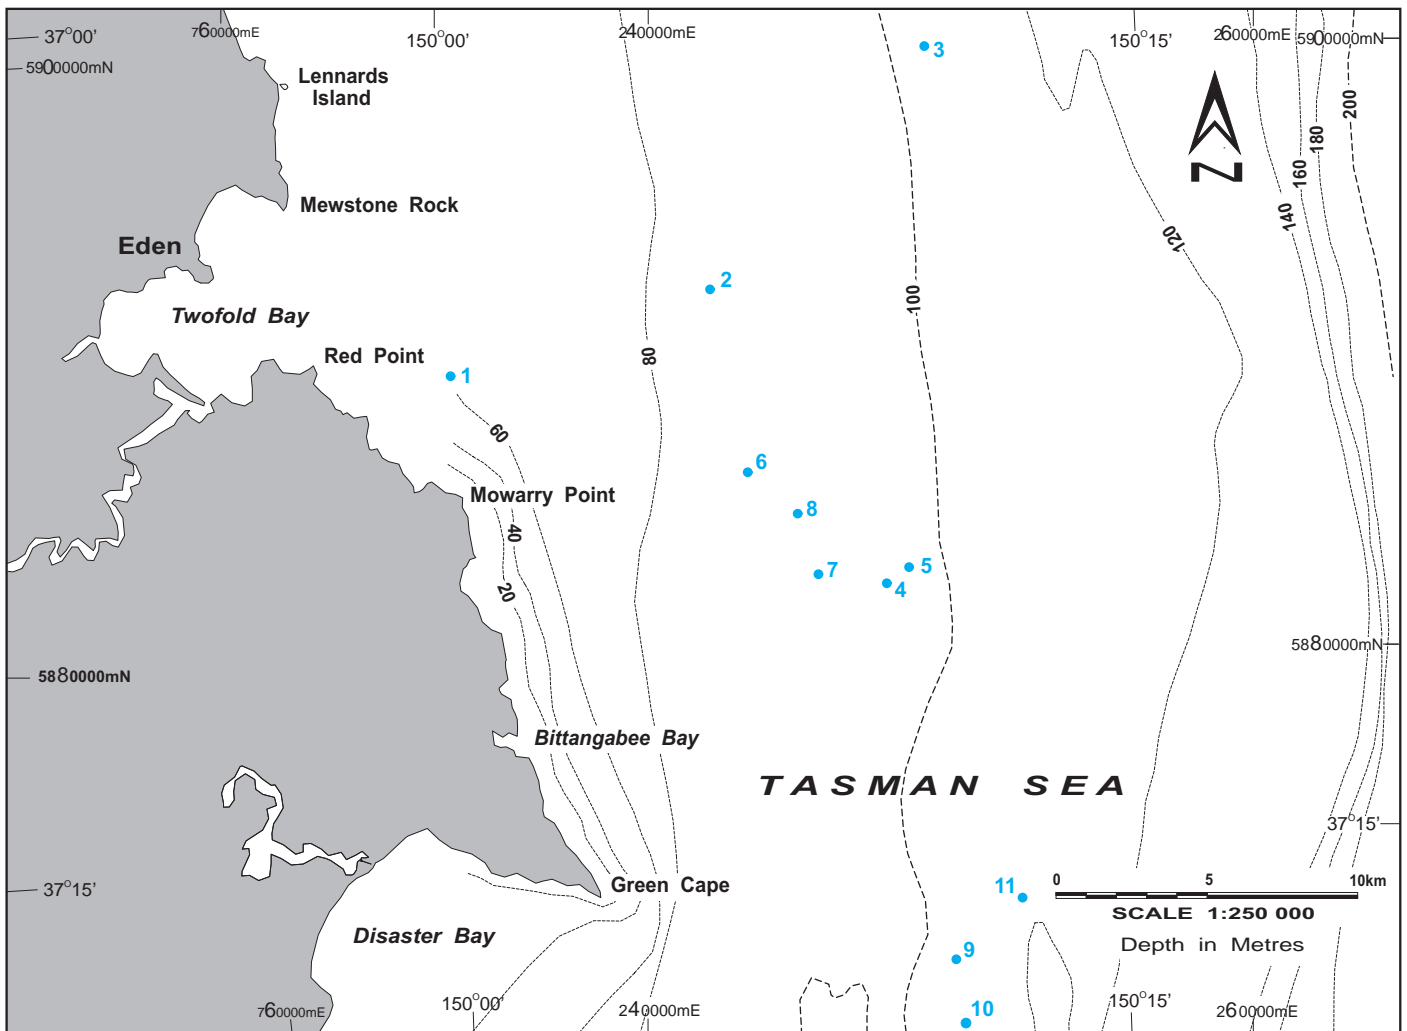 37°00'
760000mE
150°00'
240000mE
150°15'
260000mE
5900000mN
5900000mN
Lennards
Island
3
200
180
160
140
120
N
Mewstone Rock
Eden
2
100
Twofold Bay
Red Point
1
80
60
6
Mowarry Point
8
40
5
7
4
20
5880000mN
5880000mN
Bittangabee Bay
TASMAN SEA
37°15'
37°15'
Green Cape
11
0 5 10km
SCALE 1:250 000
Depth in Metres
Disaster Bay
9
10
760000mE
150°00'
240000mE
150°15'
260000mE